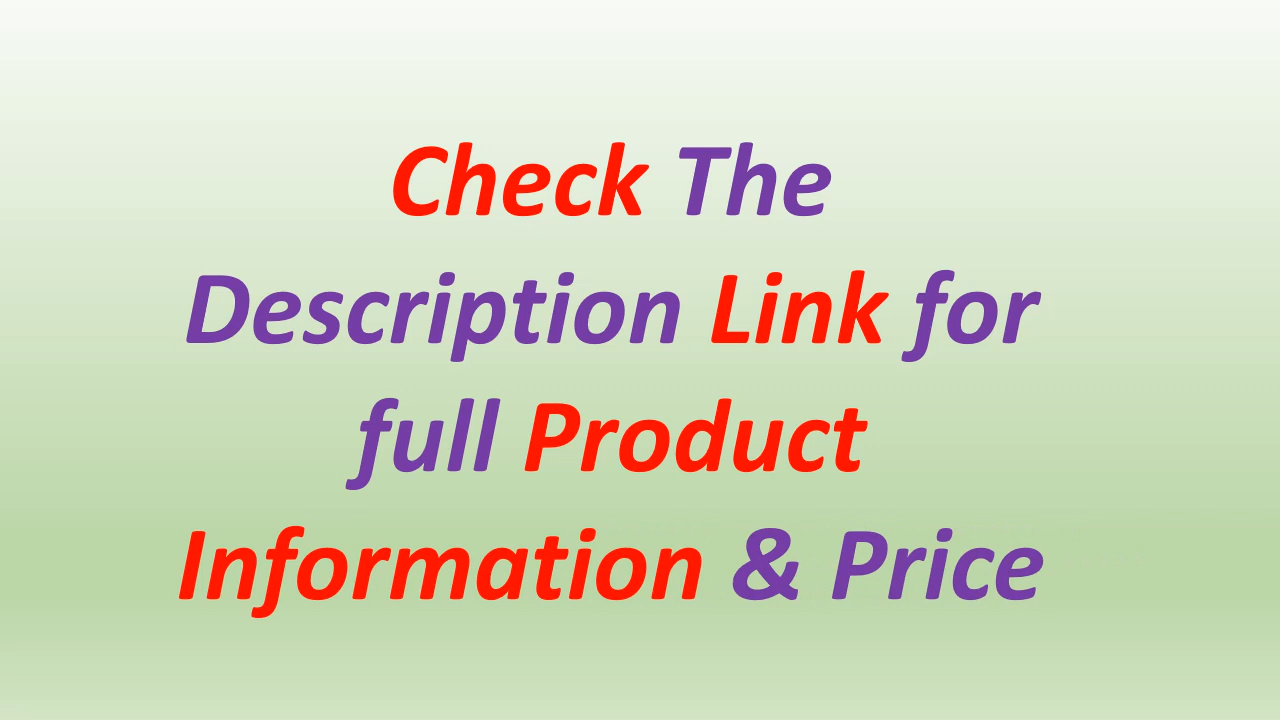 Check The
Description Link for
full Product
Information & Price